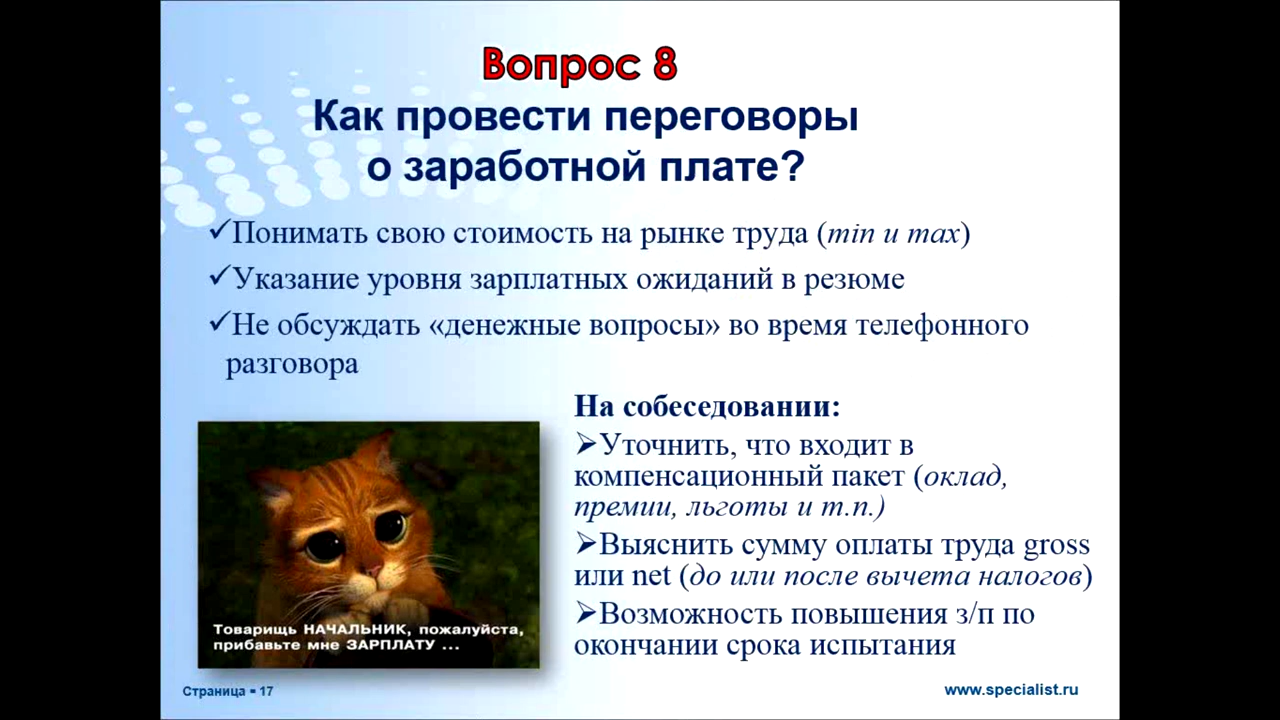 Вопрос 8
Как провести переговоры
о заработной плате?
✓Понимать свою стоимость на рынке труда (min и max)
✓Указание уровня зарплатных ожиданий в резюме
✓Не обсуждать «денежные вопросы» во время телефонного
разговора
На собеседовании:
➢Уточнить, что входит в
компенсационный пакет (оклад,
премии, льготы и т.п.)
➢Выяснить сумму оплаты труда gross
или net (до или после вычета налогов)
➢Возможность повышения з/п по
окончании срока испытания
Товарищь НАЧАЛЬНИК, пожалуйста,
прибавьте мне ЗАРПЛАТУ ...
Страница ▪ 17
www.specialist.ru